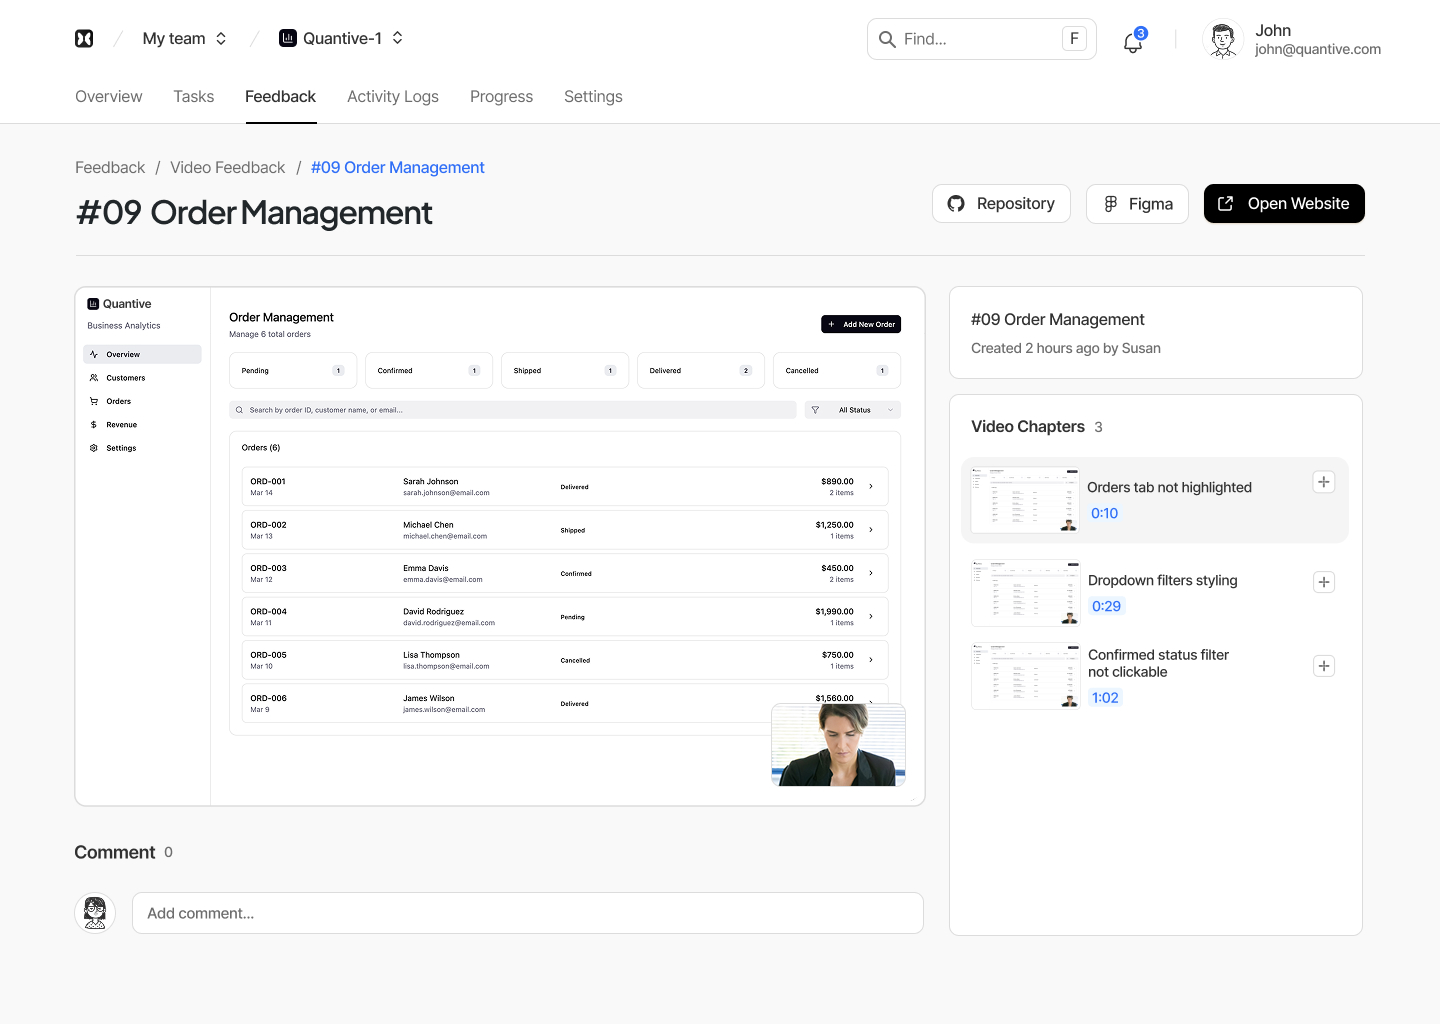 My team
Quantive-1
Find...
F
3
John
john@quantive.com
Overview
Tasks
Feedback
Activity Logs
Progress
Settings
Feedback / Video Feedback / #09 Order Management
#09 Order Management
Repository
Figma
Open Website
Quantive
Business Analytics
Overview
Customers
Orders
Revenue
Settings
Order Management
Manage 6 total orders
+ Add New Order
Pending 1
Confirmed 1
Shipped 1
Delivered 2
Cancelled 1
Search by order ID, customer name, or email...
All Status
Orders (6)
ORD-001 Sarah Johnson Delivered $890.00
Mar 14 sarah.johnson@email.com 2 items
ORD-002 Michael Chen Shipped $1,250.00
Mar 13 michael.chen@email.com 1 items
ORD-003 Emma Davis Confirmed $450.00
Mar 12 emma.davis@email.com 2 items
ORD-004 David Rodriguez Pending $1,990.00
Mar 11 david.rodriguez@email.com 1 items
ORD-005 Lisa Thompson Cancelled $750.00
Mar 10 lisa.thompson@email.com 1 items
ORD-006 James Wilson Delivered $1,560.00
Mar 9 james.wilson@email.com
#09 Order Management
Created 2 hours ago by Susan
Video Chapters 3
Orders tab not highlighted
0:10
Dropdown filters styling
0:29
Confirmed status filter
not clickable
1:02
Comment 0
Add comment...